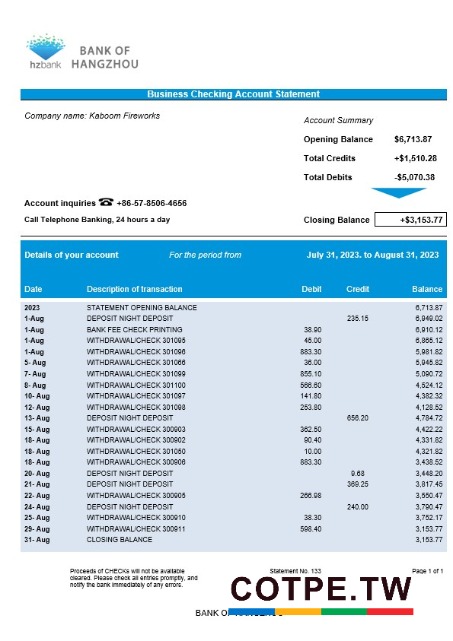 hzbank
BANK OF
HANGZHOU
Business Checking Account Statement
Company name: Kaboom Fireworks
Account Summary
Opening Balance $6,713.87
Total Credits +$1,510.28
Total Debits -$5,070.38
Account inquiries ☎ +86-57-8506-4656
Call Telephone Banking, 24 hours a day
Closing Balance +$3,153.77
Details of your account For the period from July 31, 2023. to August 31, 2023
Date Description of transaction Debit Credit Balance
2023 STATEMENT OPENING BALANCE 6,713.87
1-Aug DEPOSIT NIGHT DEPOSIT 235.15 6,949.02
1-Aug BANK FEE CHECK PRINTING 38.90 6,910.12
1-Aug WITHDRAWAL/CHECK 301095 45.00 6,865.12
1-Aug WITHDRAWAL/CHECK 301096 883.30 5,981.82
5- Aug WITHDRAWAL/CHECK 301066 36.00 5,945.82
7- Aug WITHDRAWAL/CHECK 301099 855.10 5,090.72
8- Aug WITHDRAWAL/CHECK 301100 566.60 4,524.12
10- Aug WITHDRAWAL/CHECK 301097 141.80 4,382.32
12- Aug WITHDRAWAL/CHECK 301098 253.80 4,128.52
13- Aug DEPOSIT NIGHT DEPOSIT 656.20 4,784.72
15- Aug WITHDRAWAL/CHECK 300903 362.50 4,422.22
18- Aug WITHDRAWAL/CHECK 300902 90.40 4,331.82
18- Aug WITHDRAWAL/CHECK 301050 10.00 4,321.82
18- Aug WITHDRAWAL/CHECK 300906 883.30 3,438.52
20- Aug DEPOSIT NIGHT DEPOSIT 9.68 3,448.20
21- Aug DEPOSIT NIGHT DEPOSIT 369.25 3,817.45
22- Aug WITHDRAWAL/CHECK 300905 266.98 3,550.47
24- Aug DEPOSIT NIGHT DEPOSIT 240.00 3,790.47
25- Aug WITHDRAWAL/CHECK 300910 38.30 3,752.17
29- Aug WITHDRAWAL/CHECK 300911 598.40 3,153.77
31- Aug CLOSING BALANCE 3,153.77
Proceeds of CHECKs will not be available Statement No. 133 Page 1 of 1
cleared. Please check all entries promptly, and
notify the bank immediately of any errors.
COTPE.TW
BANK OF HANGZHOU